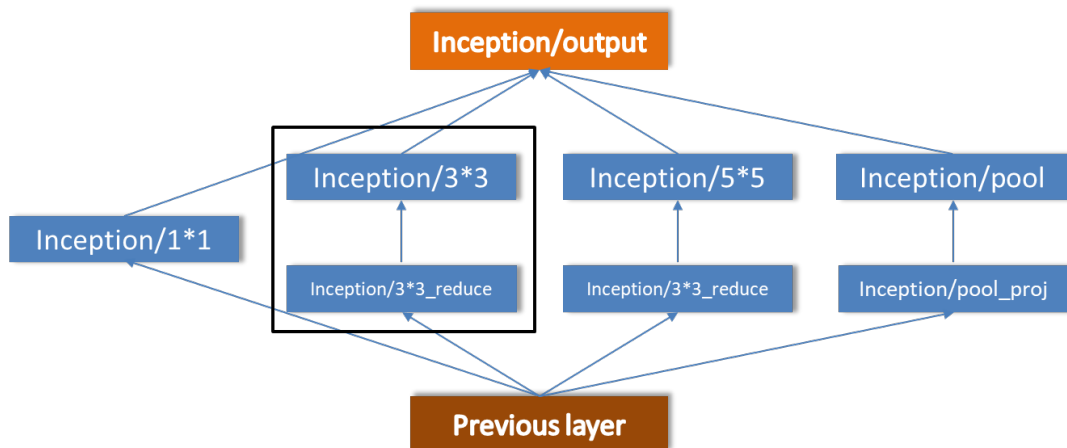 Inception/output
Inception/3*3
Inception/5*5
Inception/pool
Inception/1*1
Inception/3*3_reduce
Inception/3*3_reduce
Inception/pool_proj
Previous layer